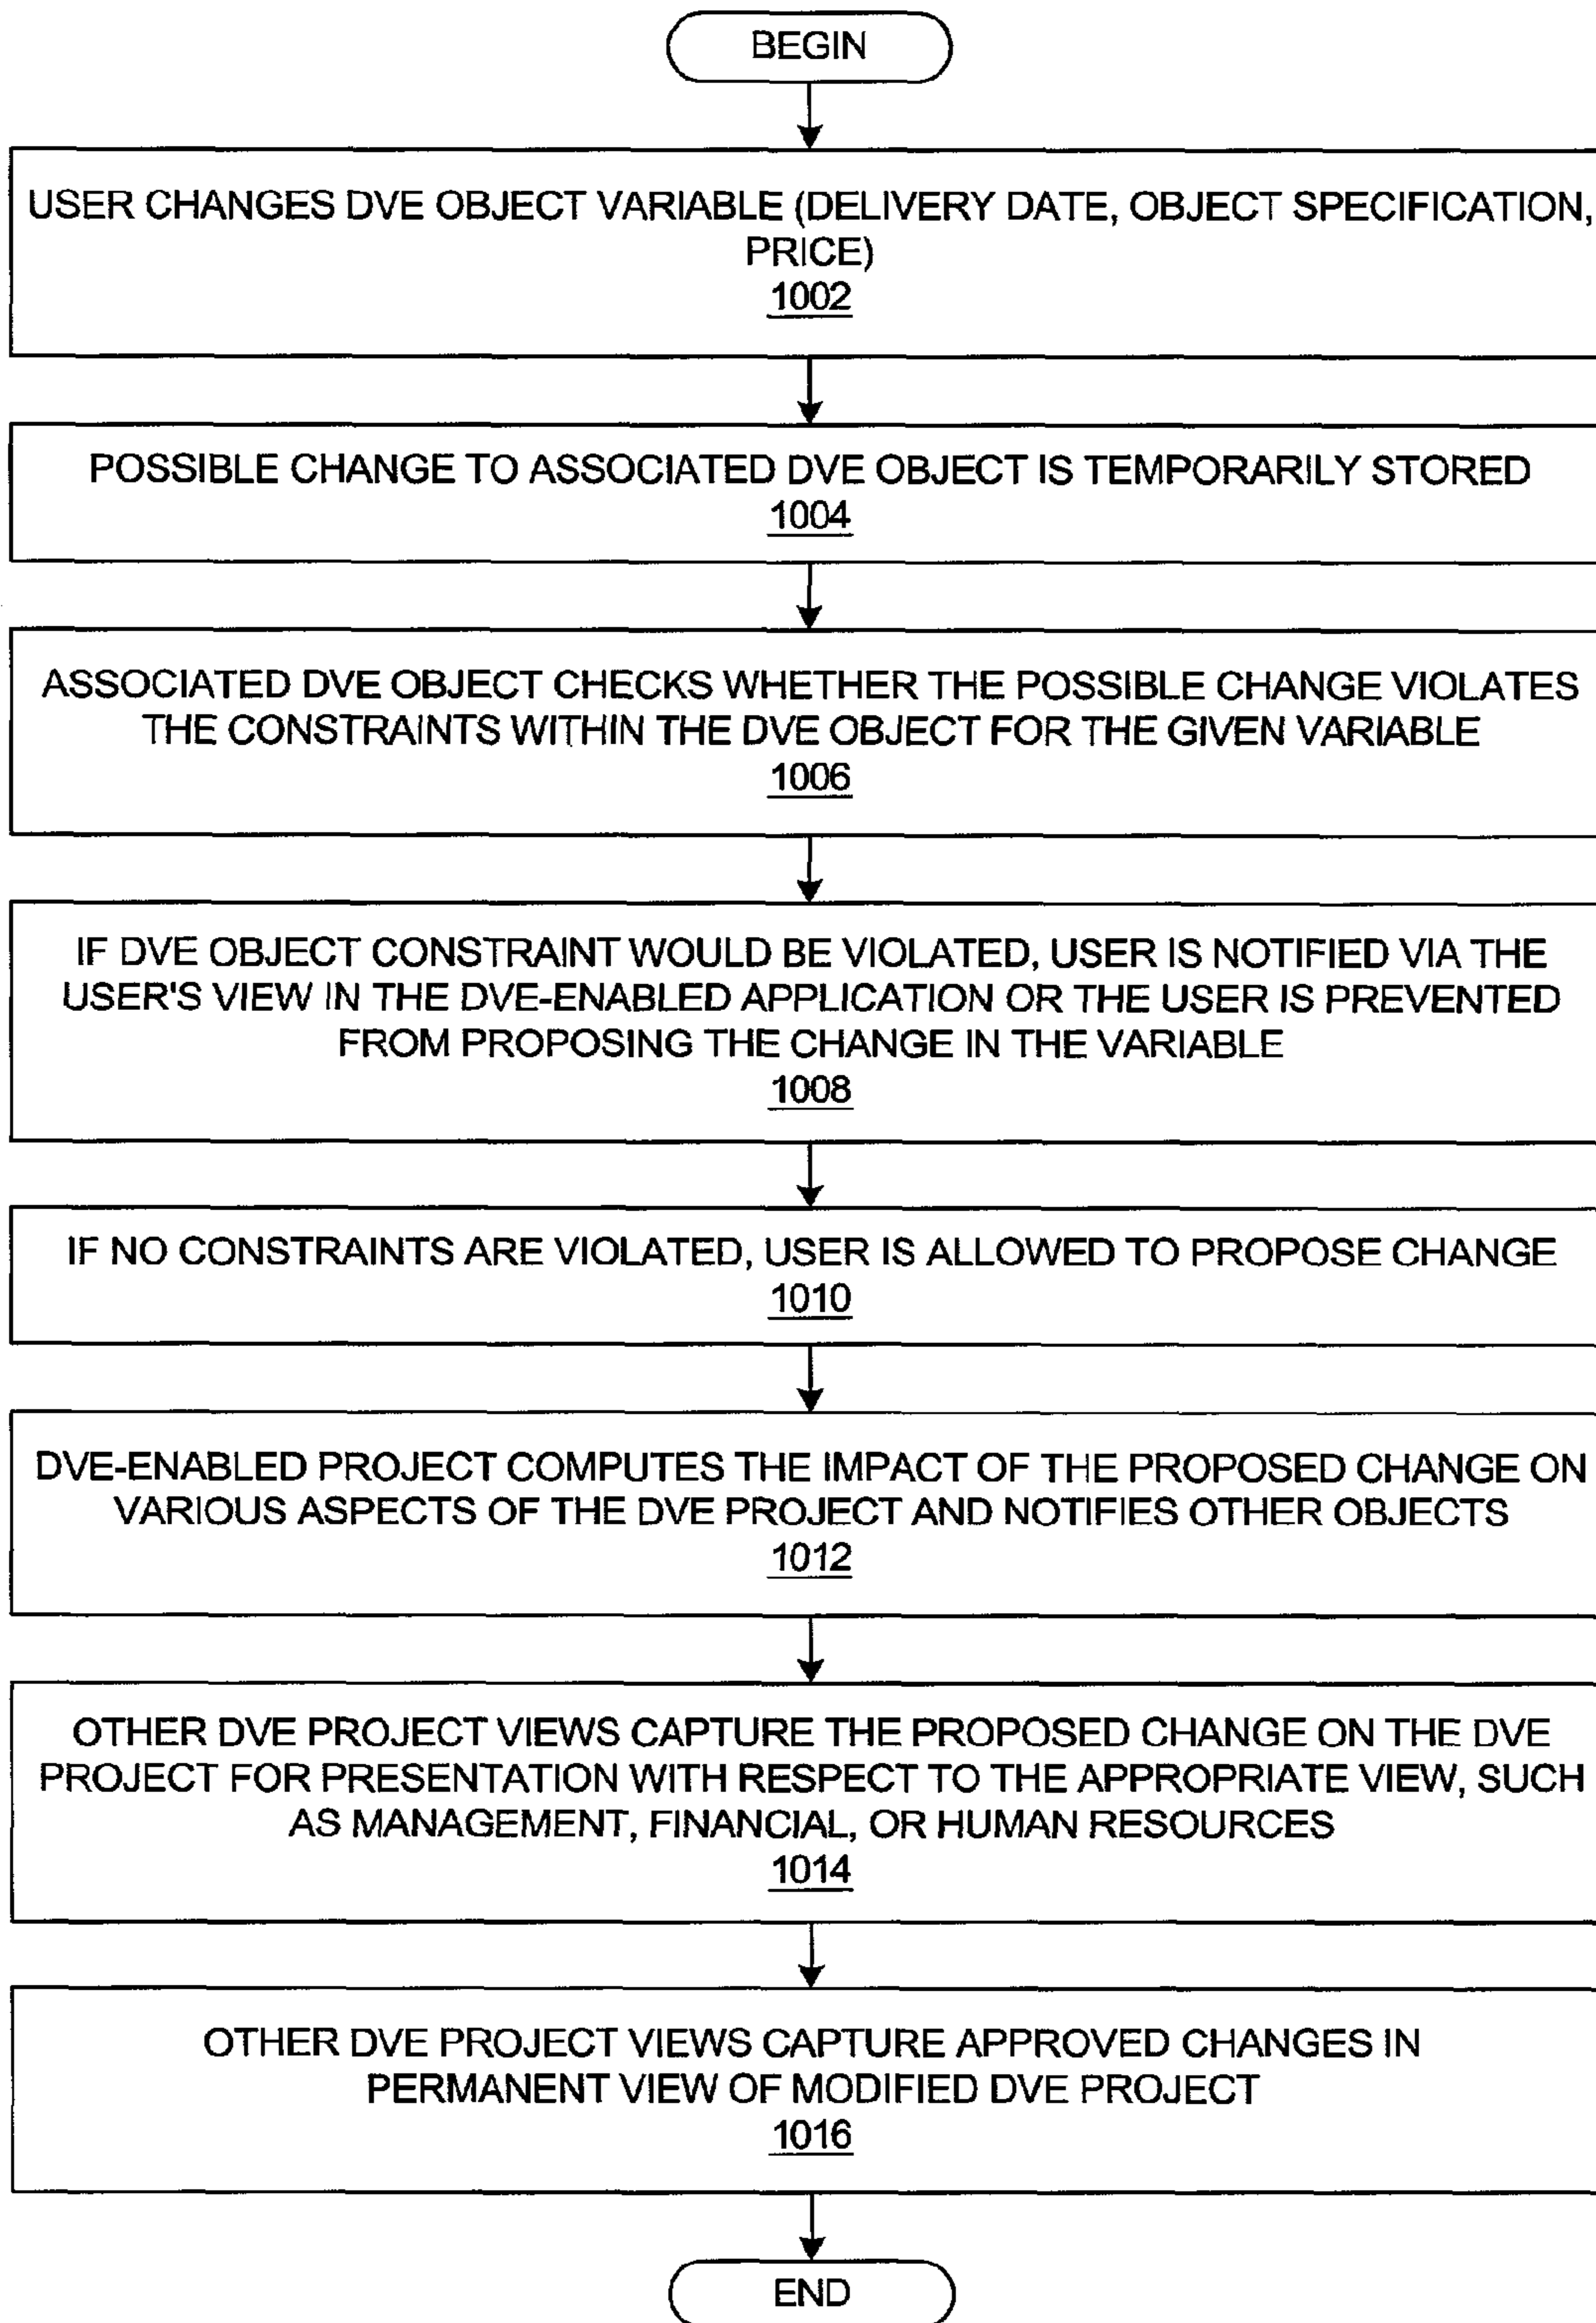 BEGIN
USER CHANGES DVE OBJECT VARIABLE (DELIVERY DATE, OBJECT SPECIFICATION,
PRICE)
1002
POSSIBLE CHANGE TO ASSOCIATED DVE OBJECT IS TEMPORARILY STORED
1004
ASSOCIATED DVE OBJECT CHECKS WHETHER THE POSSIBLE CHANGE VIOLATES
THE CONSTRAINTS WITHIN THE DVE OBJECT FOR THE GIVEN VARIABLE
1006
IF DVE OBJECT CONSTRAINT WOULD BE VIOLATED, USER IS NOTIFIED VIA THE
USER'S VIEW IN THE DVE-ENABLED APPLICATION OR THE USER IS PREVENTED
FROM PROPOSING THE CHANGE IN THE VARIABLE
1008
IF NO CONSTRAINTS ARE VIOLATED, USER IS ALLOWED TO PROPOSE CHANGE
1010
DVE-ENABLED PROJECT COMPUTES THE IMPACT OF THE PROPOSED CHANGE ON
VARIOUS ASPECTS OF THE DVE PROJECT AND NOTIFIES OTHER OBJECTS
1012
OTHER DVE PROJECT VIEWS CAPTURE THE PROPOSED CHANGE ON THE DVE
PROJECT FOR PRESENTATION WITH RESPECT TO THE APPROPRIATE VIEW, SUCH
AS MANAGEMENT, FINANCIAL, OR HUMAN RESOURCES
1014
OTHER DVE PROJECT VIEWS CAPTURE APPROVED CHANGES IN
PERMANENT VIEW OF MODIFIED DVE PROJECT
1016
END